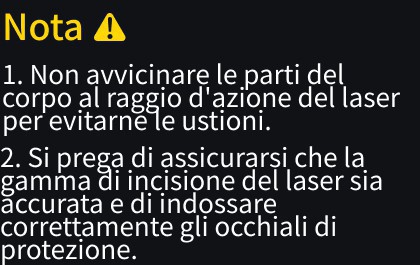 Nota ⚠
1. Non avvicinare le parti del
corpo al raggio d'azione del laser
per evitarne le ustioni.
2. Si prega di assicurarsi che la
gamma di incisione del laser sia
accurata e di indossare
correttamente gli occhiali di
protezione.